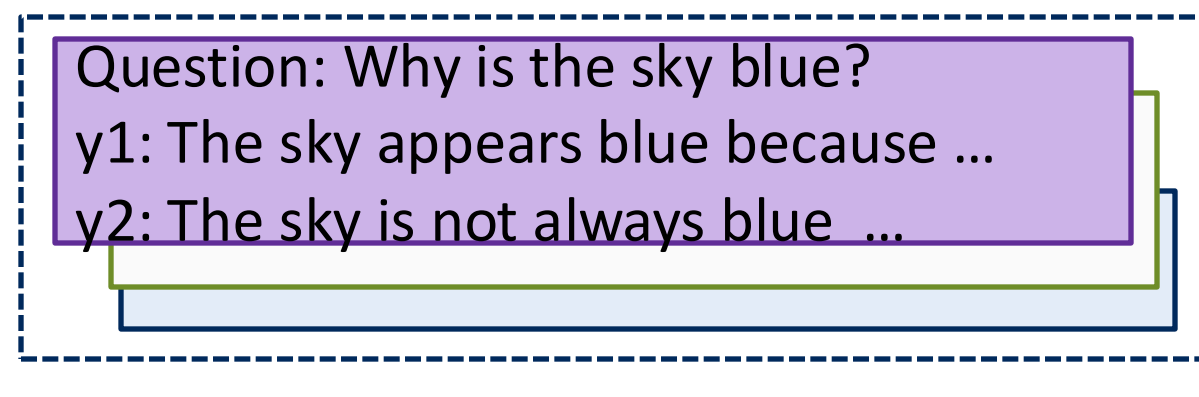 Question: Why is the sky blue?
y1: The sky appears blue because …
y2: The sky is not always blue  …